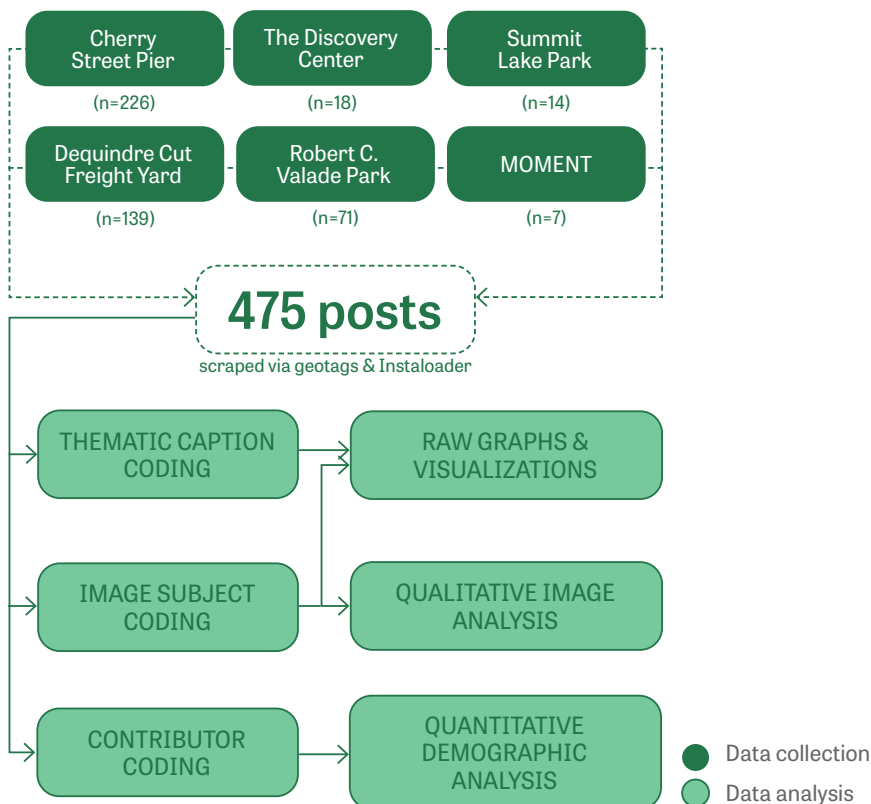 Cherry
Street Pier
The Discovery
Center
Summit
Lake Park
(n=226)
(n=18)
(n=14)
Dequindre Cut
Freight Yard
Robert C.
Valade Park
MOMENT
(n=139)
(n=71)
(n=7)
475 posts
scraped via geotags & Instaloader
THEMATIC CAPTION
CODING
RAW GRAPHS &
VISUALIZATIONS
IMAGE SUBJECT
CODING
QUALITATIVE IMAGE
ANALYSIS
CONTRIBUTOR
CODING
QUANTITATIVE
DEMOGRAPHIC
ANALYSIS
Data collection
Data analysis